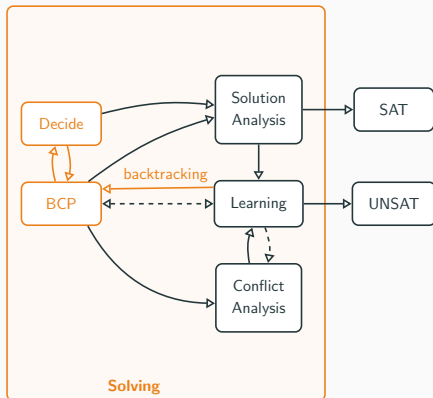 Solution
Analysis
SAT
Decide
backtracking
BCP
Learning
UNSAT
Conflict
Analysis
Solving